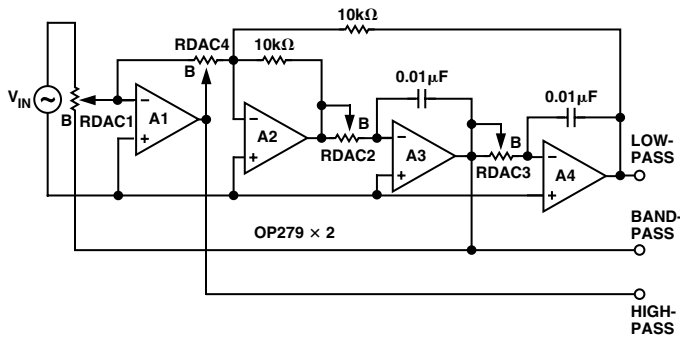 10kΩ
RDAC4
10kΩ
B
0.01µF
0.01µF
V_IN
B
RDAC1
−
A1
+
−
A2
+
B
RDAC2
−
A3
+
B
RDAC3
−
A4
+
LOW-
PASS
OP279 × 2
BAND-
PASS
HIGH-
PASS